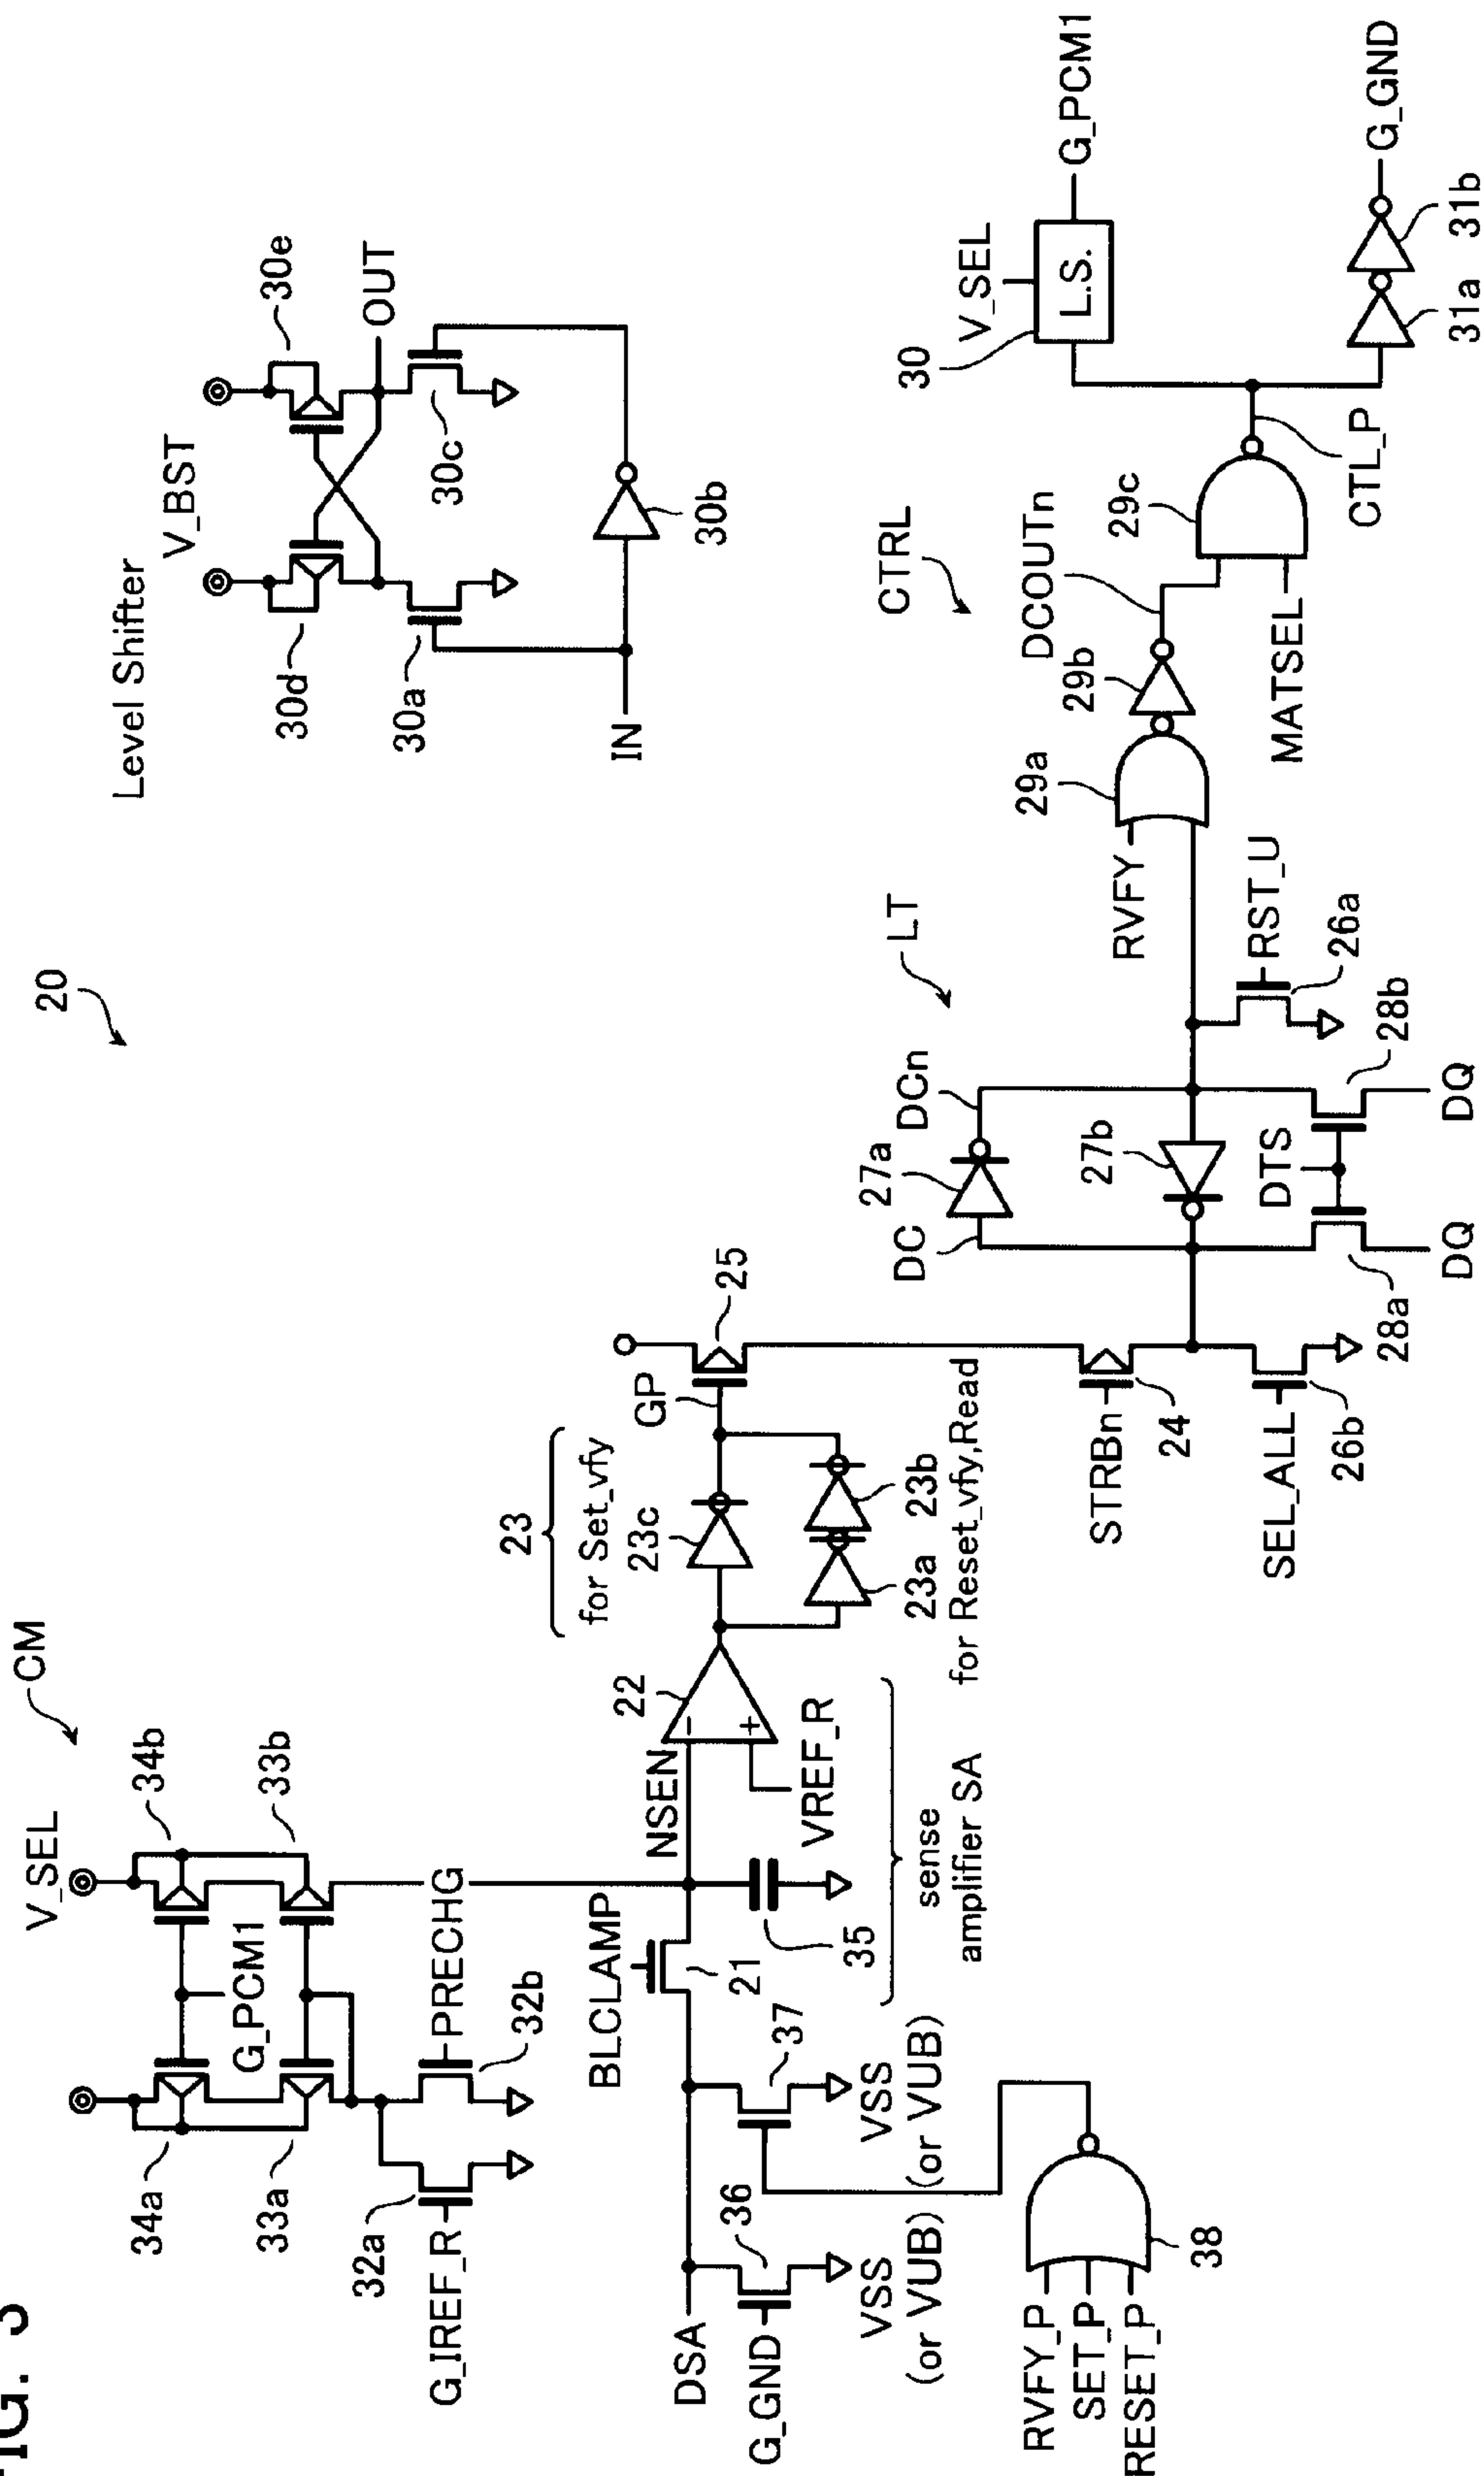 FIG. 3
20
Level Shifter
V_BST
30d
30e
OUT
30a
30c
IN
30b
CM
V_SEL
34a
34b
G_PCM1
33a
33b
32a
G_IREF_R
PRECHG
32b
23
for Set_vfy
23c
GP
25
BLCLAMP
NSEN
22
-
+
VREF_R
21
35
23a
23b
for Reset_vfy,Read
sense
amplifier SA
DSA
G_GND
36
37
VSS
(or VUB)
VSS
(or VUB)
RVFY_P
SET_P
RESET_P
38
STRBn
24
SEL_ALL
26b
LT
DC
27a
DCn
27b
DTS
28a
28b
DQ
DQ
RST_U
26a
RVFY
29a
29b
DCOUTn
CTRL
MATSEL
29c
CTL_P
30
V_SEL
L.S.
G_PCM1
31a
31b
G_GND